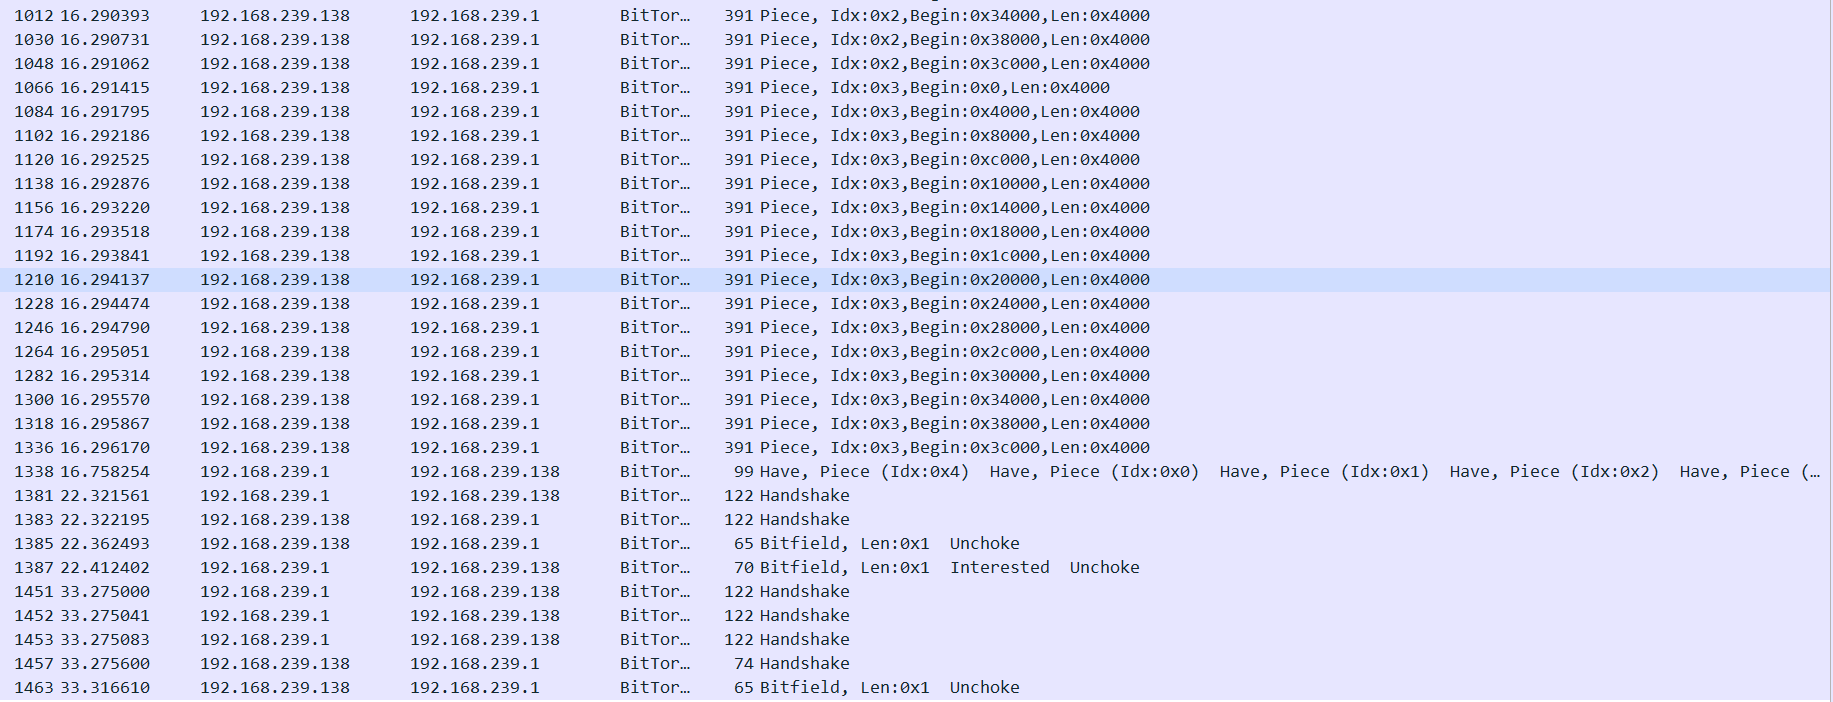 1012 16.290393 192.168.239.138 192.168.239.1 BitTor… 391 Piece, Idx:0x2,Begin:0x34000,Len:0x4000
1030 16.290731 192.168.239.138 192.168.239.1 BitTor… 391 Piece, Idx:0x2,Begin:0x38000,Len:0x4000
1048 16.291062 192.168.239.138 192.168.239.1 BitTor… 391 Piece, Idx:0x2,Begin:0x3c000,Len:0x4000
1066 16.291415 192.168.239.138 192.168.239.1 BitTor… 391 Piece, Idx:0x3,Begin:0x0,Len:0x4000
1084 16.291795 192.168.239.138 192.168.239.1 BitTor… 391 Piece, Idx:0x3,Begin:0x4000,Len:0x4000
1102 16.292186 192.168.239.138 192.168.239.1 BitTor… 391 Piece, Idx:0x3,Begin:0x8000,Len:0x4000
1120 16.292525 192.168.239.138 192.168.239.1 BitTor… 391 Piece, Idx:0x3,Begin:0xc000,Len:0x4000
1138 16.292876 192.168.239.138 192.168.239.1 BitTor… 391 Piece, Idx:0x3,Begin:0x10000,Len:0x4000
1156 16.293220 192.168.239.138 192.168.239.1 BitTor… 391 Piece, Idx:0x3,Begin:0x14000,Len:0x4000
1174 16.293518 192.168.239.138 192.168.239.1 BitTor… 391 Piece, Idx:0x3,Begin:0x18000,Len:0x4000
1192 16.293841 192.168.239.138 192.168.239.1 BitTor… 391 Piece, Idx:0x3,Begin:0x1c000,Len:0x4000
1210 16.294137 192.168.239.138 192.168.239.1 BitTor… 391 Piece, Idx:0x3,Begin:0x20000,Len:0x4000
1228 16.294474 192.168.239.138 192.168.239.1 BitTor… 391 Piece, Idx:0x3,Begin:0x24000,Len:0x4000
1246 16.294790 192.168.239.138 192.168.239.1 BitTor… 391 Piece, Idx:0x3,Begin:0x28000,Len:0x4000
1264 16.295051 192.168.239.138 192.168.239.1 BitTor… 391 Piece, Idx:0x3,Begin:0x2c000,Len:0x4000
1282 16.295314 192.168.239.138 192.168.239.1 BitTor… 391 Piece, Idx:0x3,Begin:0x30000,Len:0x4000
1300 16.295570 192.168.239.138 192.168.239.1 BitTor… 391 Piece, Idx:0x3,Begin:0x34000,Len:0x4000
1318 16.295867 192.168.239.138 192.168.239.1 BitTor… 391 Piece, Idx:0x3,Begin:0x38000,Len:0x4000
1336 16.296170 192.168.239.138 192.168.239.1 BitTor… 391 Piece, Idx:0x3,Begin:0x3c000,Len:0x4000
1338 16.758254 192.168.239.1 192.168.239.138 BitTor… 99 Have, Piece (Idx:0x4) Have, Piece (Idx:0x0) Have, Piece (Idx:0x1) Have, Piece (Idx:0x2) Have, Piece (…
1381 22.321561 192.168.239.1 192.168.239.138 BitTor… 122 Handshake
1383 22.322195 192.168.239.138 192.168.239.1 BitTor… 122 Handshake
1385 22.362493 192.168.239.138 192.168.239.1 BitTor… 65 Bitfield, Len:0x1 Unchoke
1387 22.412402 192.168.239.1 192.168.239.138 BitTor… 70 Bitfield, Len:0x1 Interested Unchoke
1451 33.275000 192.168.239.1 192.168.239.138 BitTor… 122 Handshake
1452 33.275041 192.168.239.1 192.168.239.138 BitTor… 122 Handshake
1453 33.275083 192.168.239.1 192.168.239.138 BitTor… 122 Handshake
1457 33.275600 192.168.239.138 192.168.239.1 BitTor… 74 Handshake
1463 33.316610 192.168.239.138 192.168.239.1 BitTor… 65 Bitfield, Len:0x1 Unchoke